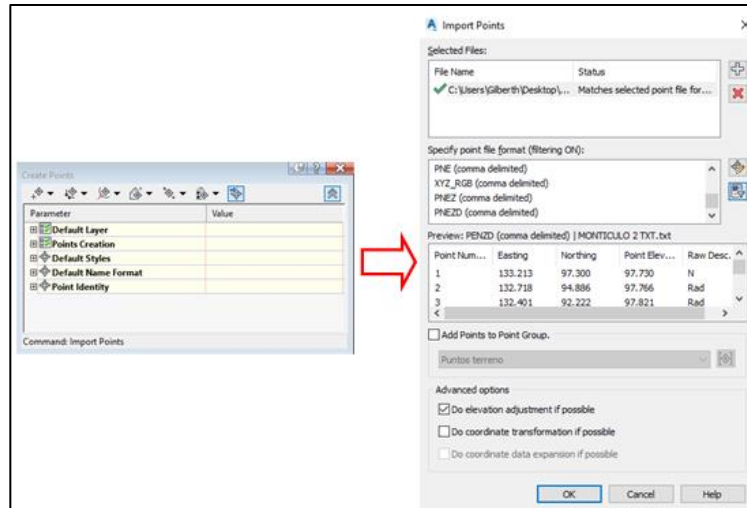 Create Points
Parameter Value
Default Layer
Points Creation
Default Styles
Default Name Format
Point Identity
Command: Import Points
Import Points
Selected Files:
File Name Status
C:\Users\Gilberth\Desktop\,... Matches selected point file for...
Specify point file format (filtering ON):
PNE (comma delimited)
XYZ_RGB (comma delimited)
PNEZ (comma delimited)
PNEZD (comma delimited)
Preview: PENZD (comma delimited) | MONTICULO 2 TXT.txt
Point Num... Easting Northing Point Elev... Raw Desc.
1 133.213 97.300 97.730 N
2 132.718 94.886 97.766 Rad
3 132.401 92.222 97.821 Rad
Add Points to Point Group.
Puntos terreno
Advanced options
Do elevation adjustment if possible
Do coordinate transformation if possible
Do coordinate data expansion if possible
OK Cancel Help